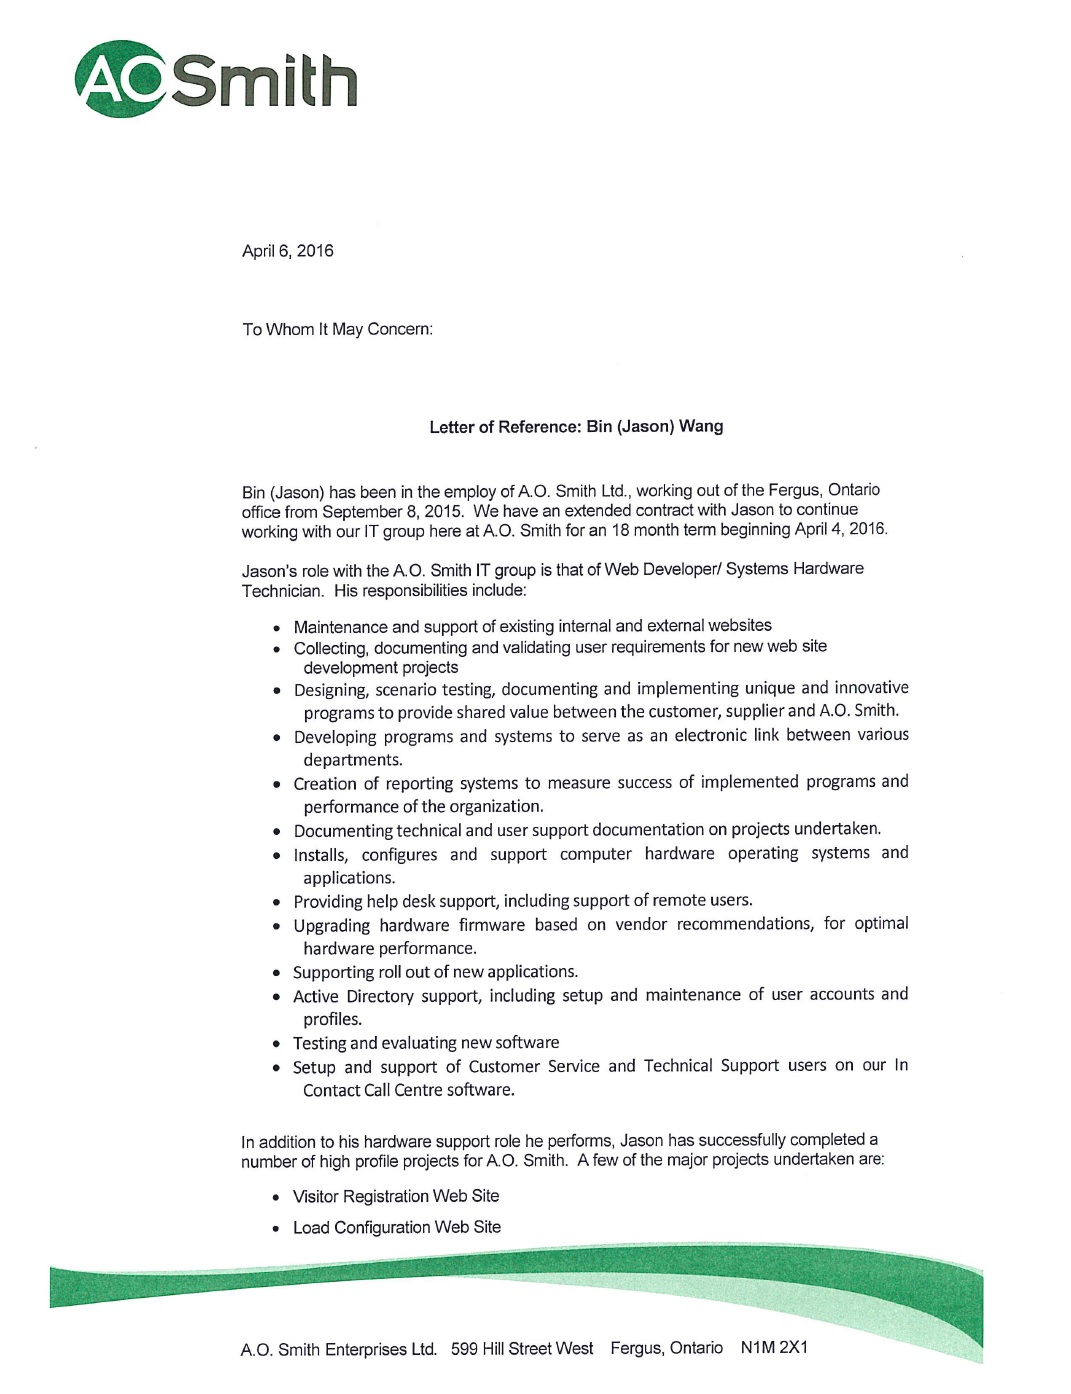 AOSmith
April 6, 2016
To Whom It May Concern:
Letter of Reference: Bin (Jason) Wang
Bin (Jason) has been in the employ of A.O. Smith Ltd., working out of the Fergus, Ontario
office from September 8, 2015.  We have an extended contract with Jason to continue
working with our IT group here at A.O. Smith for an 18 month term beginning April 4, 2016.
Jason's role with the A.O. Smith IT group is that of Web Developer/ Systems Hardware
Technician.  His responsibilities include:
• Maintenance and support of existing internal and external websites
• Collecting, documenting and validating user requirements for new web site
development projects
• Designing, scenario testing, documenting and implementing unique and innovative
programs to provide shared value between the customer, supplier and A.O. Smith.
• Developing programs and systems to serve as an electronic link between various
departments.
• Creation of reporting systems to measure success of implemented programs and
performance of the organization.
• Documenting technical and user support documentation on projects undertaken.
• Installs, configures and support computer hardware operating systems and
applications.
• Providing help desk support, including support of remote users.
• Upgrading hardware firmware based on vendor recommendations, for optimal
hardware performance.
• Supporting roll out of new applications.
• Active Directory support, including setup and maintenance of user accounts and
profiles.
• Testing and evaluating new software
• Setup and support of Customer Service and Technical Support users on our In
Contact Call Centre software.
In addition to his hardware support role he performs, Jason has successfully completed a
number of high profile projects for A.O. Smith.  A few of the major projects undertaken are:
• Visitor Registration Web Site
• Load Configuration Web Site
A.O. Smith Enterprises Ltd.  599 Hill Street West  Fergus, Ontario  N1M 2X1